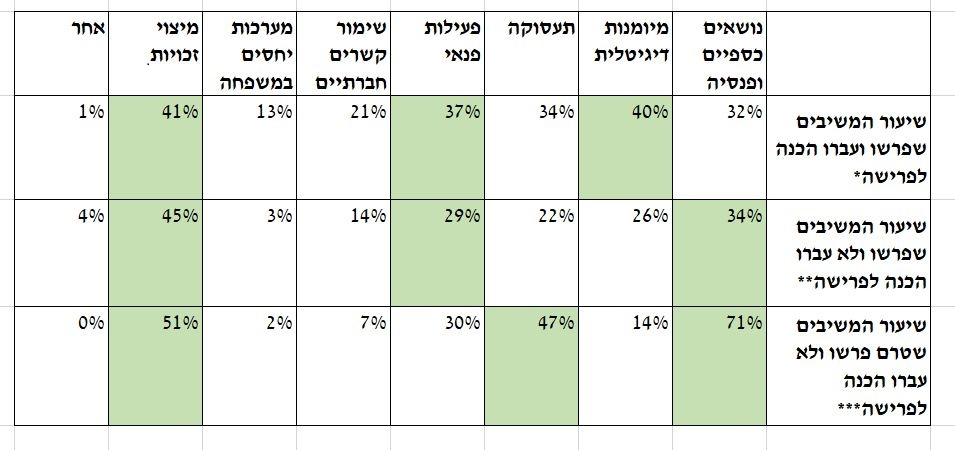 נושאים כספיים ופנסיה	מיומנות דיגיטלית	תעסוקה	פעילות פנאי	שימור קשרים חברתיים	מערכות יחסים במשפחה	מיצוי זכויות.	אחר
שיעור המשיבים שפרשו ועברו הכנה לפרישה*	32%	40%	34%	37%	21%	13%	41%	1%
שיעור המשיבים שפרשו ולא עברו הכנה לפרישה**	34%	26%	22%	29%	14%	3%	45%	4%
שיעור המשיבים שטרם פרשו ולא עברו הכנה לפרישה***	71%	14%	47%	30%	7%	2%	51%	0%